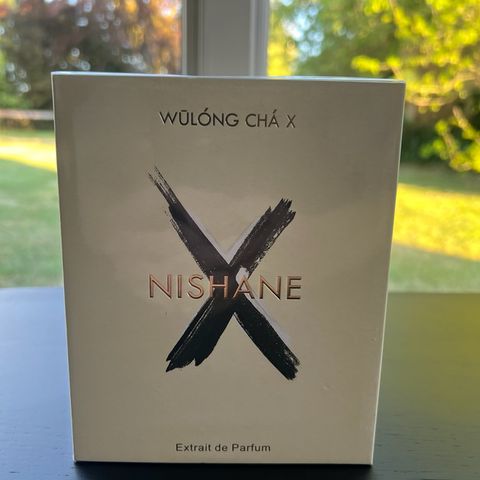 WŪLÓNG CHÁ X
NISHANE
Extrait de Parfum